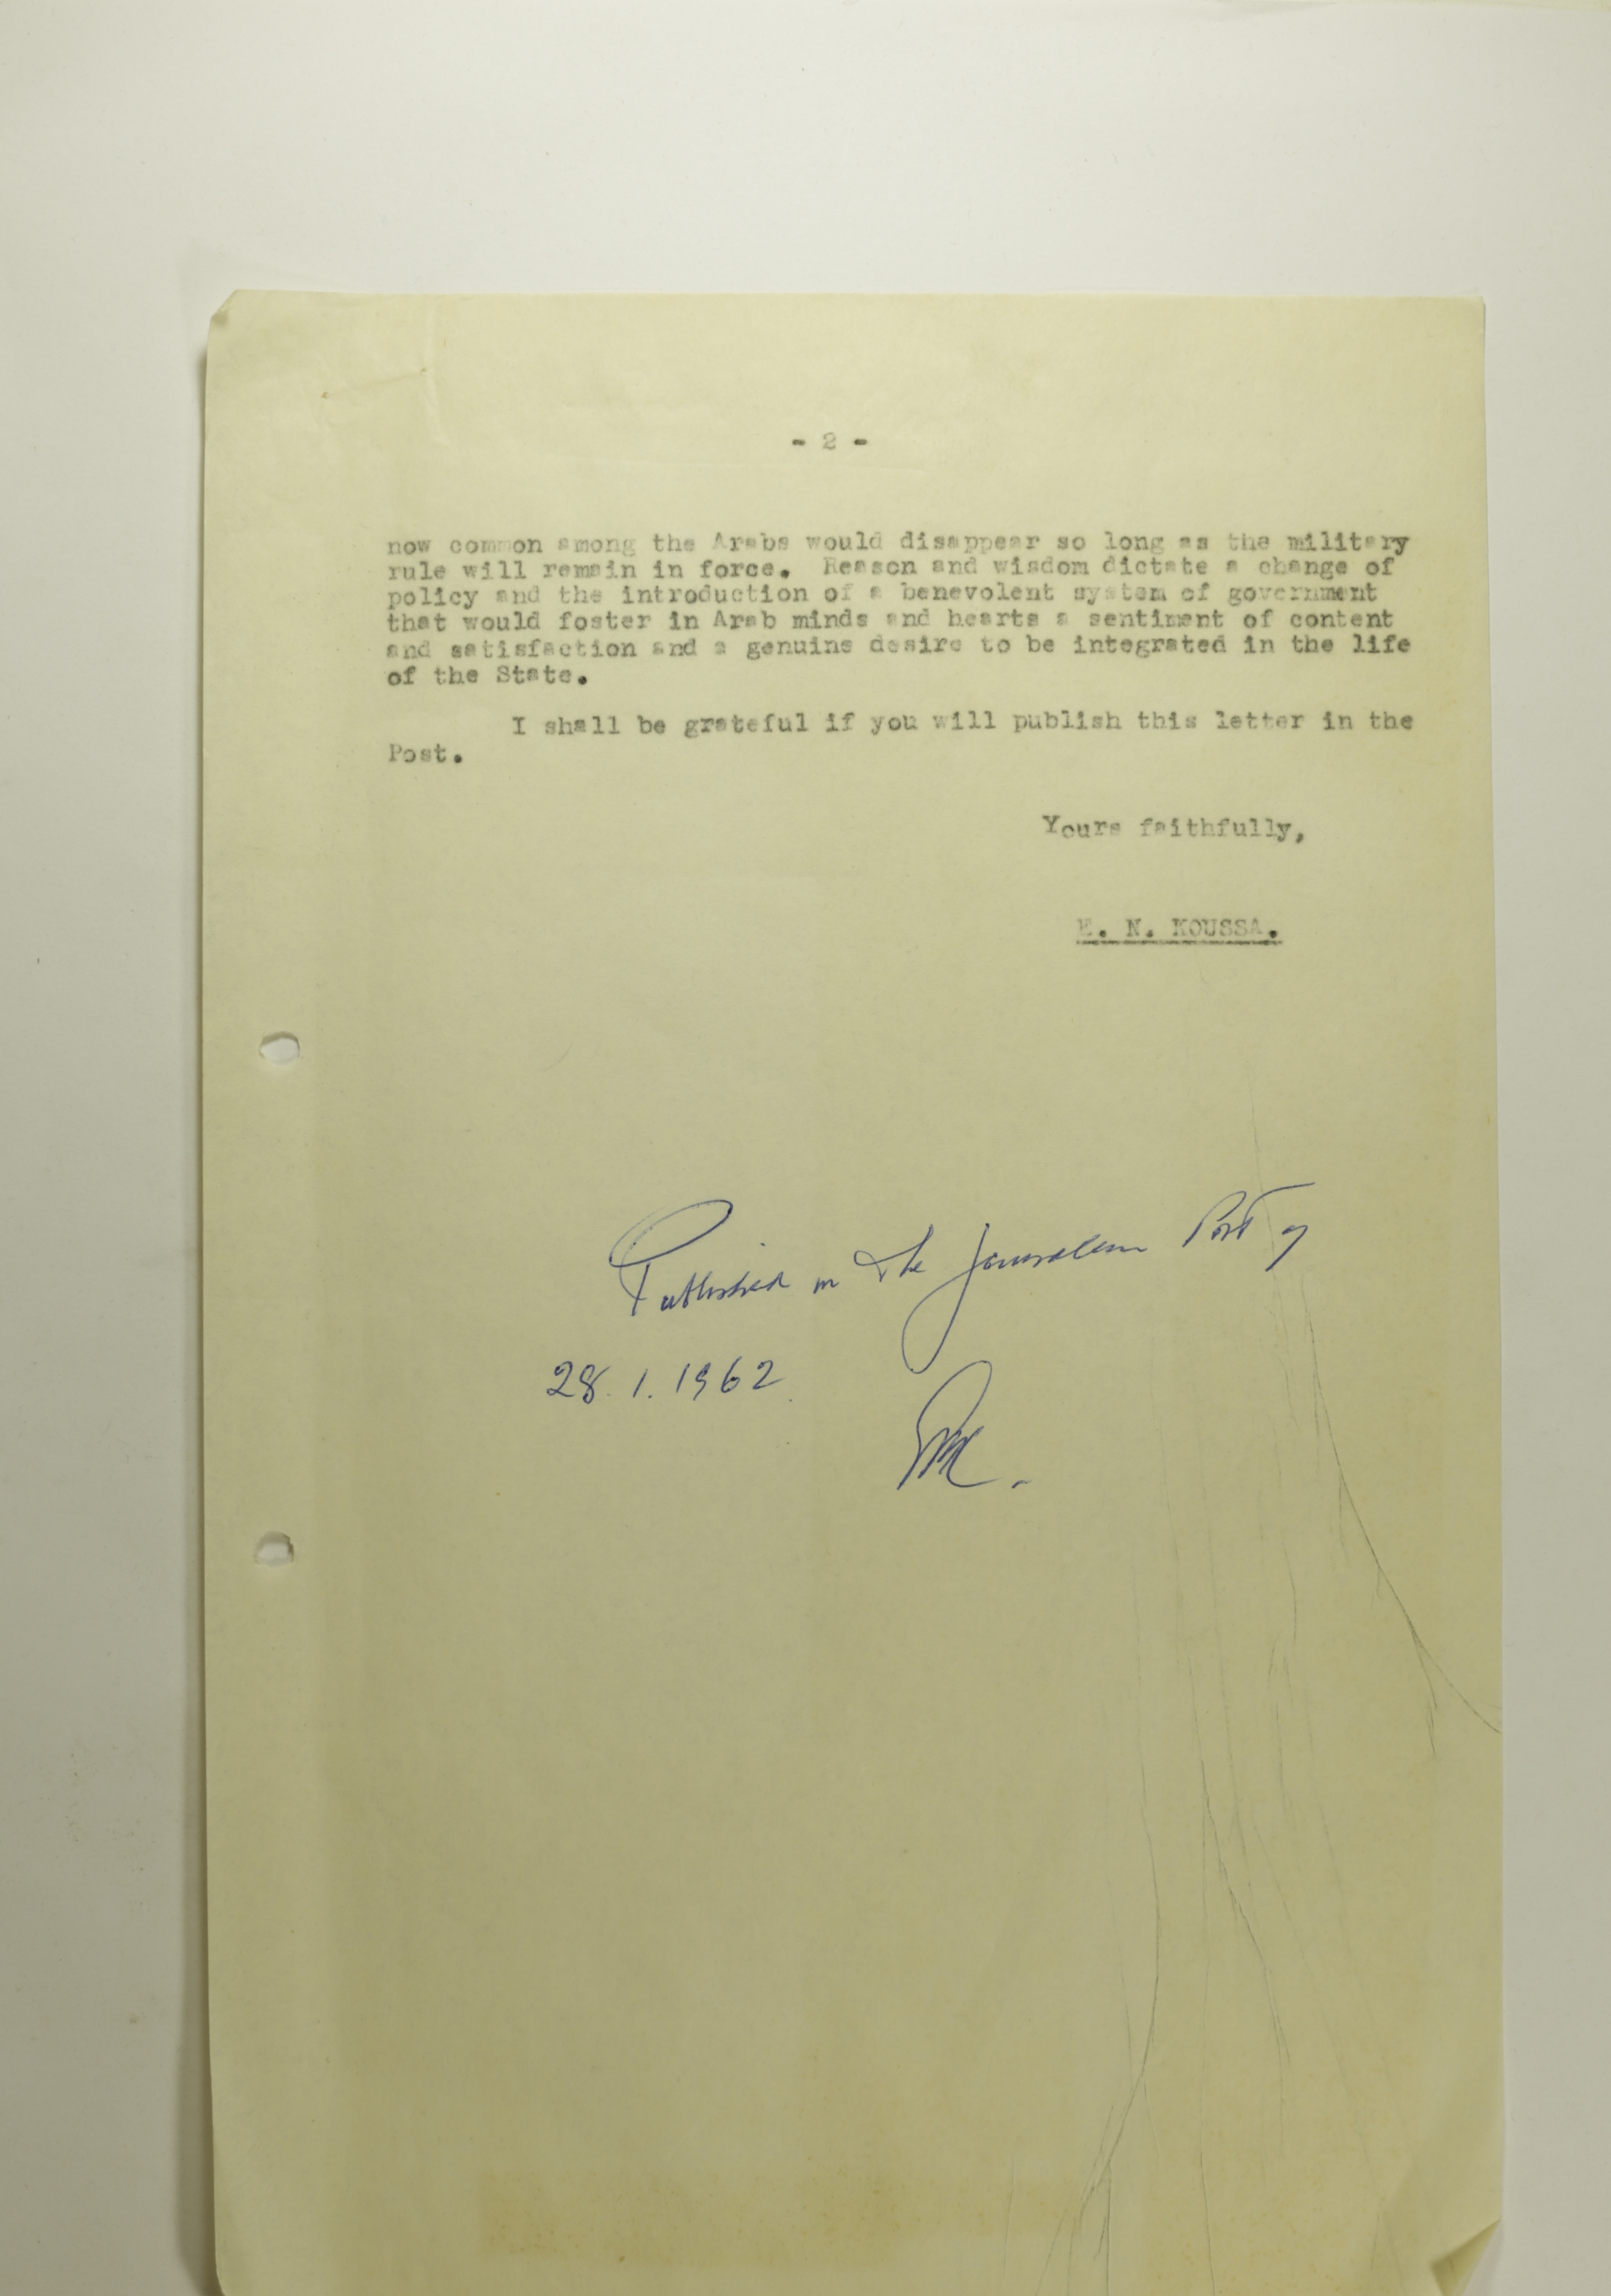 - 2 -
now common among the Arabs would disappear so long as the military
rule will remain in force. Reason and wisdom dictate a change of
policy and the introduction of a benevolent system of government
that would foster in Arab minds and hearts a sentiment of content
and satisfaction and a genuine desire to be integrated in the life
of the State.
I shall be grateful if you will publish this letter in the
Post.
Yours faithfully,
E. N. KOUSSA.
Published in the Jerusalem Post of
28.1.1962